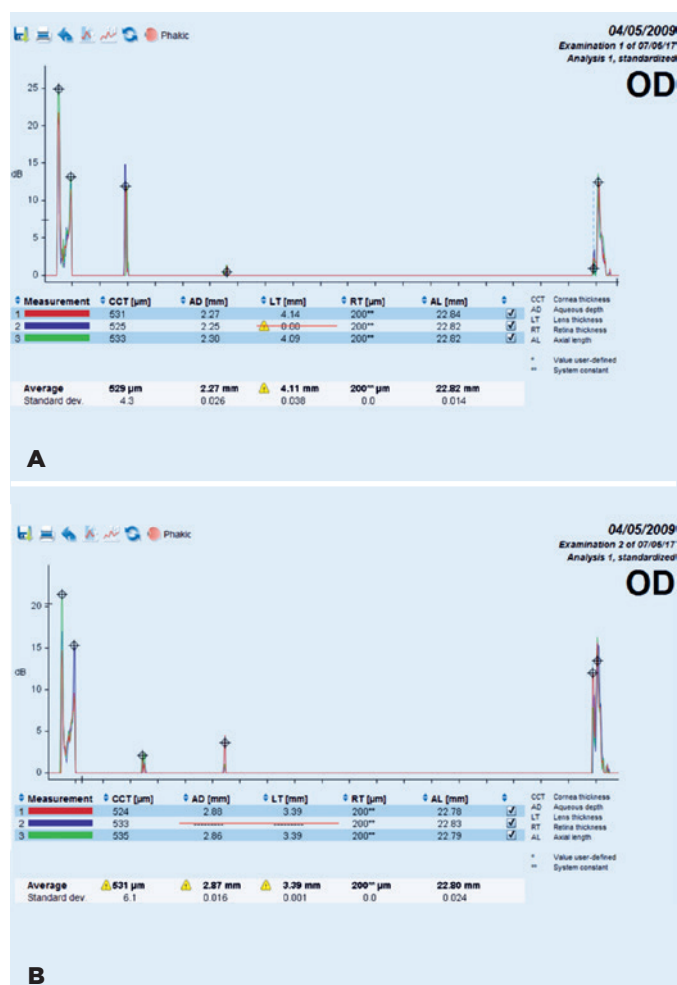 Phakic
04/05/2009
Examination 1 of 07/06/17
Analysis 1, standardized
OD
25
20
15
10
5
0
dB
Measurement CCT [µm] AD [mm] LT [mm] RT [µm] AL [mm]
1 531 2.27 4.14 200** 22.84
2 525 2.25 0.00 200** 22.82
3 533 2.30 4.09 200** 22.82
Average 529 µm 2.27 mm 4.11 mm 200** µm 22.82 mm
Standard dev. 4.3 0.026 0.038 0.0 0.014
CCT Cornea thickness
AD Aqueous depth
LT Lens thickness
RT Retina thickness
AL Axial length
* Value user-defined
** System constant
A
Phakic
04/05/2009
Examination 2 of 07/06/17
Analysis 1, standardized
OD
20
15
10
5
0
dB
Measurement CCT [µm] AD [mm] LT [mm] RT [µm] AL [mm]
1 524 2.88 3.39 200** 22.78
2 533 -------- -------- 200** 22.83
3 535 2.86 3.39 200** 22.79
Average 531 µm 2.87 mm 3.39 mm 200** µm 22.80 mm
Standard dev. 6.1 0.016 0.001 0.0 0.024
CCT Cornea thickness
AD Aqueous depth
LT Lens thickness
RT Retina thickness
AL Axial length
* Value user-defined
** System constant
B